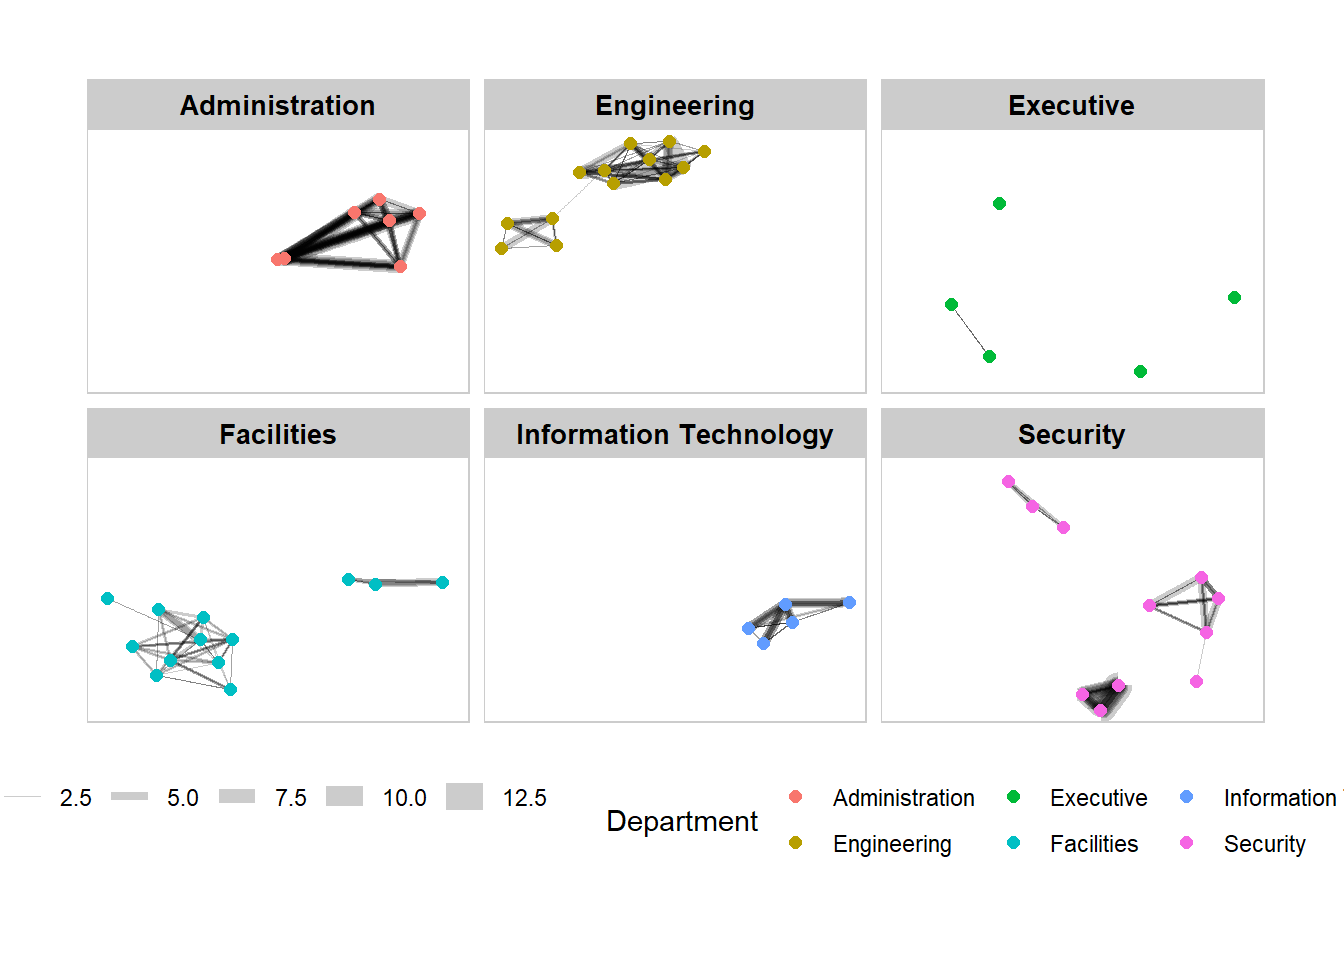 Administration
Engineering
Executive
Facilities
Information Technology
Security
2.5
5.0
7.5
10.0
12.5
Department
Administration
Executive
Information
Engineering
Facilities
Security